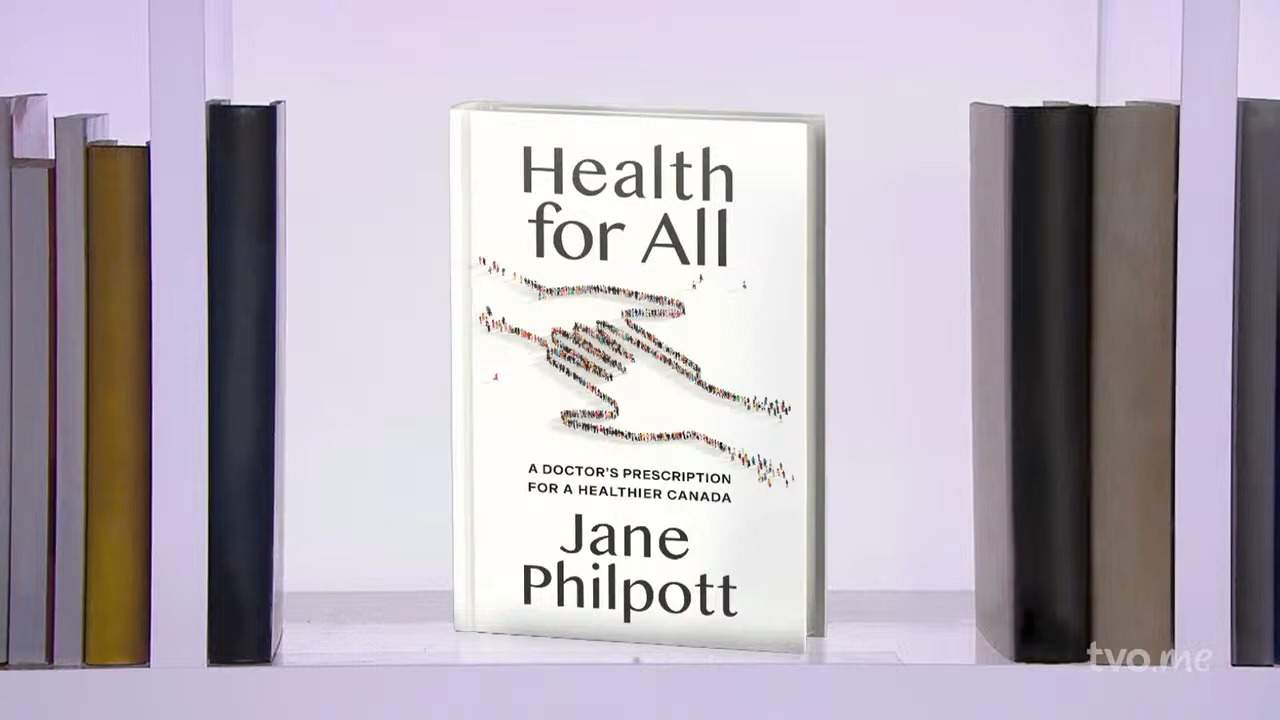 Health
for All
A DOCTOR'S PRESCRIPTION
FOR A HEALTHIER CANADA
Jane
Philpott
tvo.me